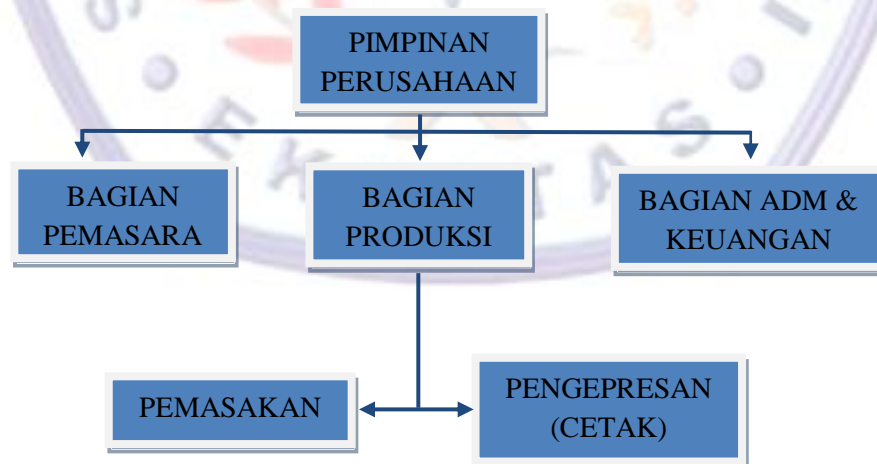 PIMPINAN
PERUSAHAAN
BAGIAN
PEMASARA
BAGIAN
PRODUKSI
BAGIAN ADM &
KEUANGAN
PEMASAKAN
PENGEPRESAN
(CETAK)